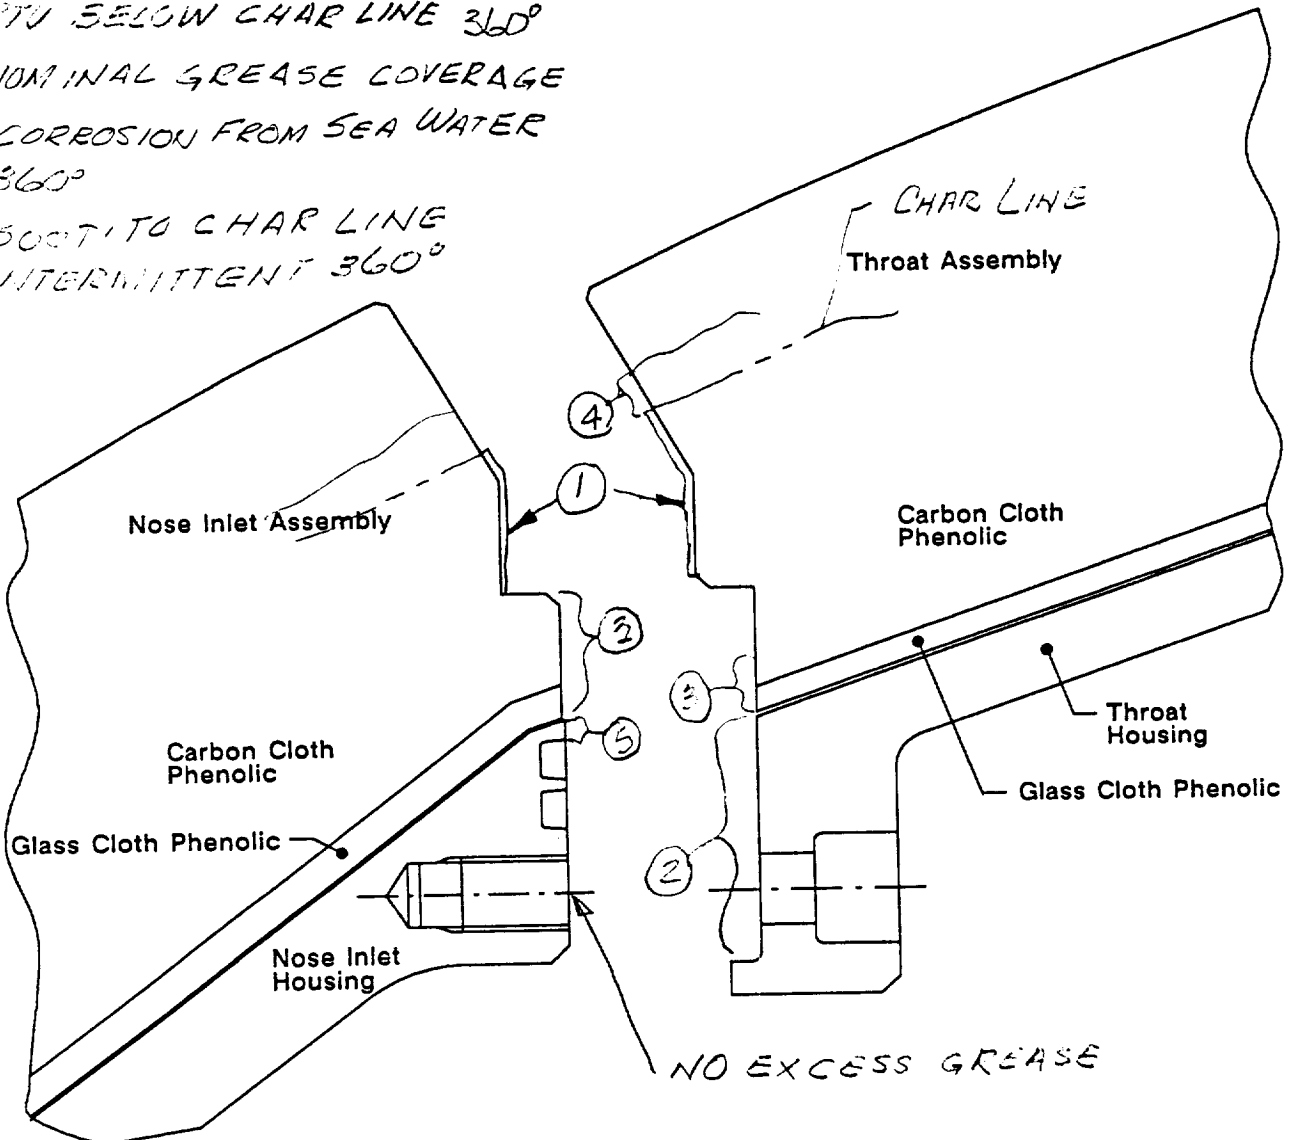 BELOW CHAR LINE 360°
NOMINAL GREASE COVERAGE
CORROSION FROM SEA WATER
360°
SOOT TO CHAR LINE
INTERMITTENT 360°
CHAR LINE
Throat Assembly
4
1
Nose Inlet Assembly
Carbon Cloth
Phenolic
3
3
5
Throat
Housing
Carbon Cloth
Phenolic
Glass Cloth Phenolic
Glass Cloth Phenolic
2
Nose Inlet
Housing
NO EXCESS GREASE